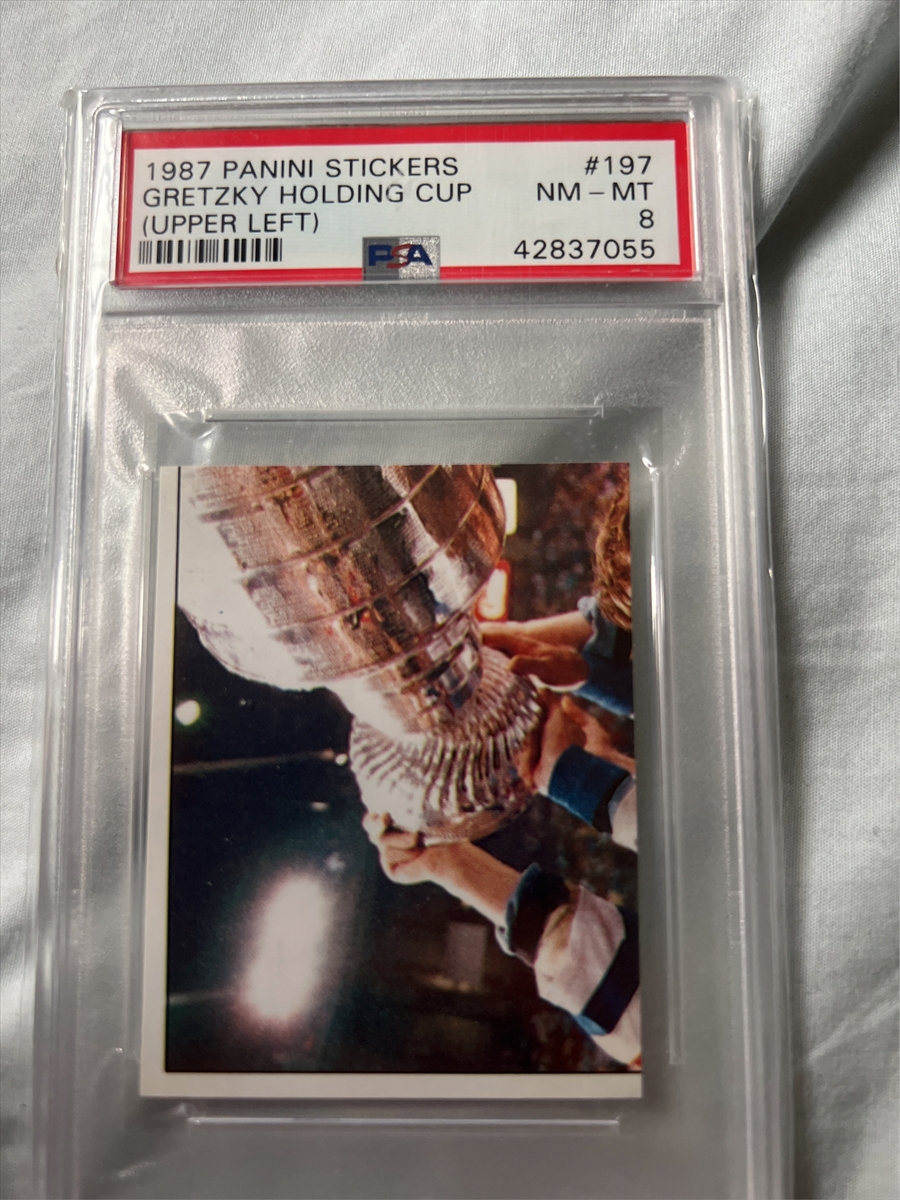 1987 PANINI STICKERS #197
GRETZKY HOLDING CUP NM - MT
(UPPER LEFT) 8
PSA 42837055